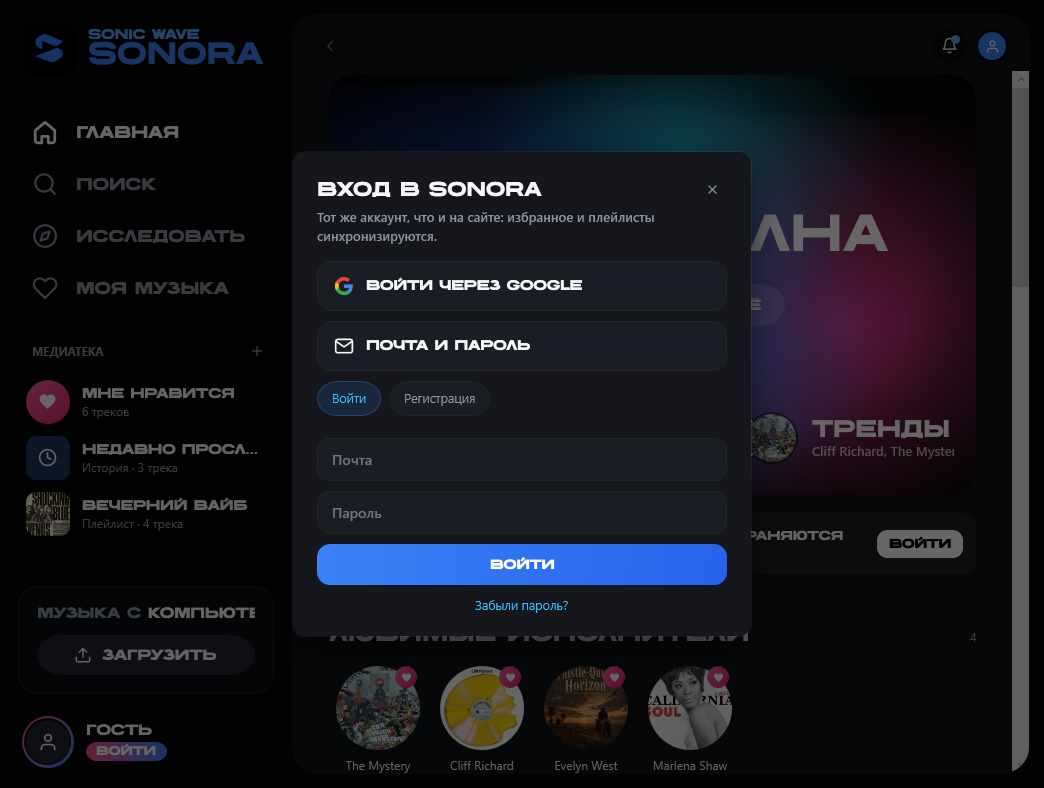 SONIC WAVE
SONORA
ГЛАВНАЯ
ПОИСК
ИССЛЕДОВАТЬ
МОЯ МУЗЫКА
МЕДИАТЕКА
МНЕ НРАВИТСЯ
6 треков
НЕДАВНО ПРОСЛ...
История · 3 трека
ВЕЧЕРНИЙ ВАЙБ
Плейлист · 4 трека
МУЗЫКА С КОМПЬЮТЕ
ЗАГРУЗИТЬ
ГОСТЬ
ВОЙТИ
ВХОД В SONORA
Тот же аккаунт, что и на сайте: избранное и плейлисты
синхронизируются.
ВОЙТИ ЧЕРЕЗ GOOGLE
ПОЧТА И ПАРОЛЬ
Войти
Регистрация
Почта
Пароль
ВОЙТИ
Забыли пароль?
ТРЕНДЫ
Cliff Richard, The Myster
ВОЙТИ
ЛЮБИМЫЕ ИСПОЛНИТЕЛИ
4
The Mystery
Cliff Richard
Evelyn West
Marlena Shaw